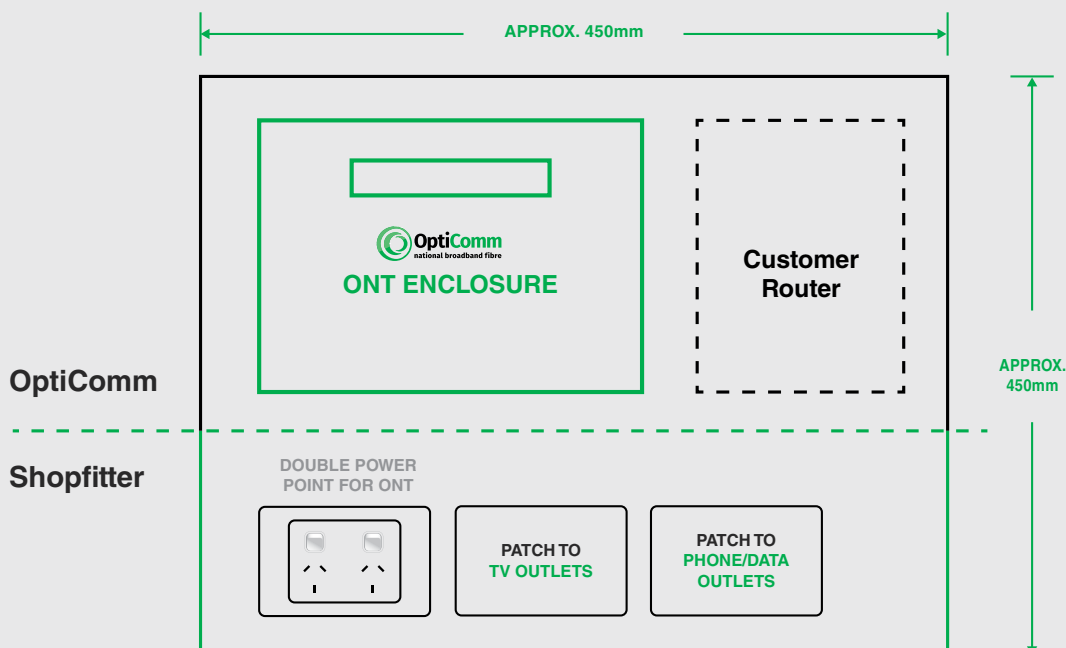 APPROX. 450mm
OptiComm
national broadband fibre
ONT ENCLOSURE
Customer
Router
APPROX.
450mm
OptiComm
Shopfitter
DOUBLE POWER
POINT FOR ONT
PATCH TO
TV OUTLETS
PATCH TO
PHONE/DATA
OUTLETS